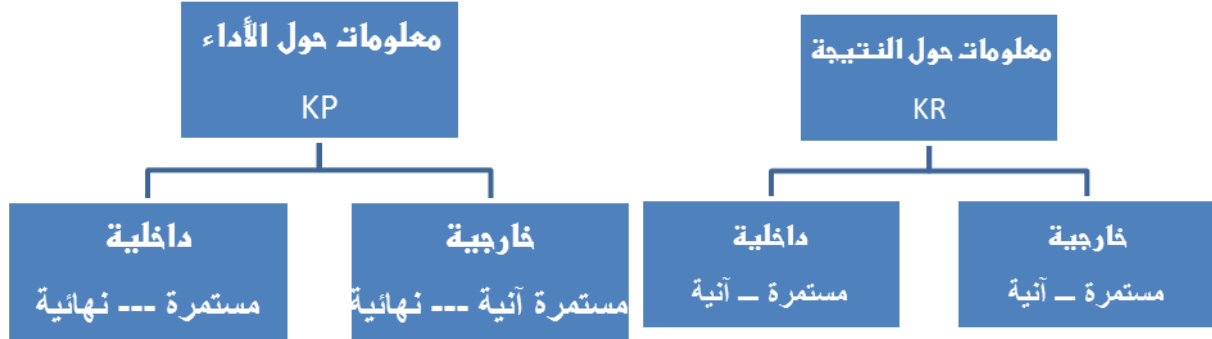 معلومات حول النتيجة
KR
خارجية
مستمرة – آنية
داخلية
مستمرة – آنية
معلومات حول الأداء
KP
خارجية
مستمرة آنية --- نهائية
داخلية
مستمرة --- نهائية